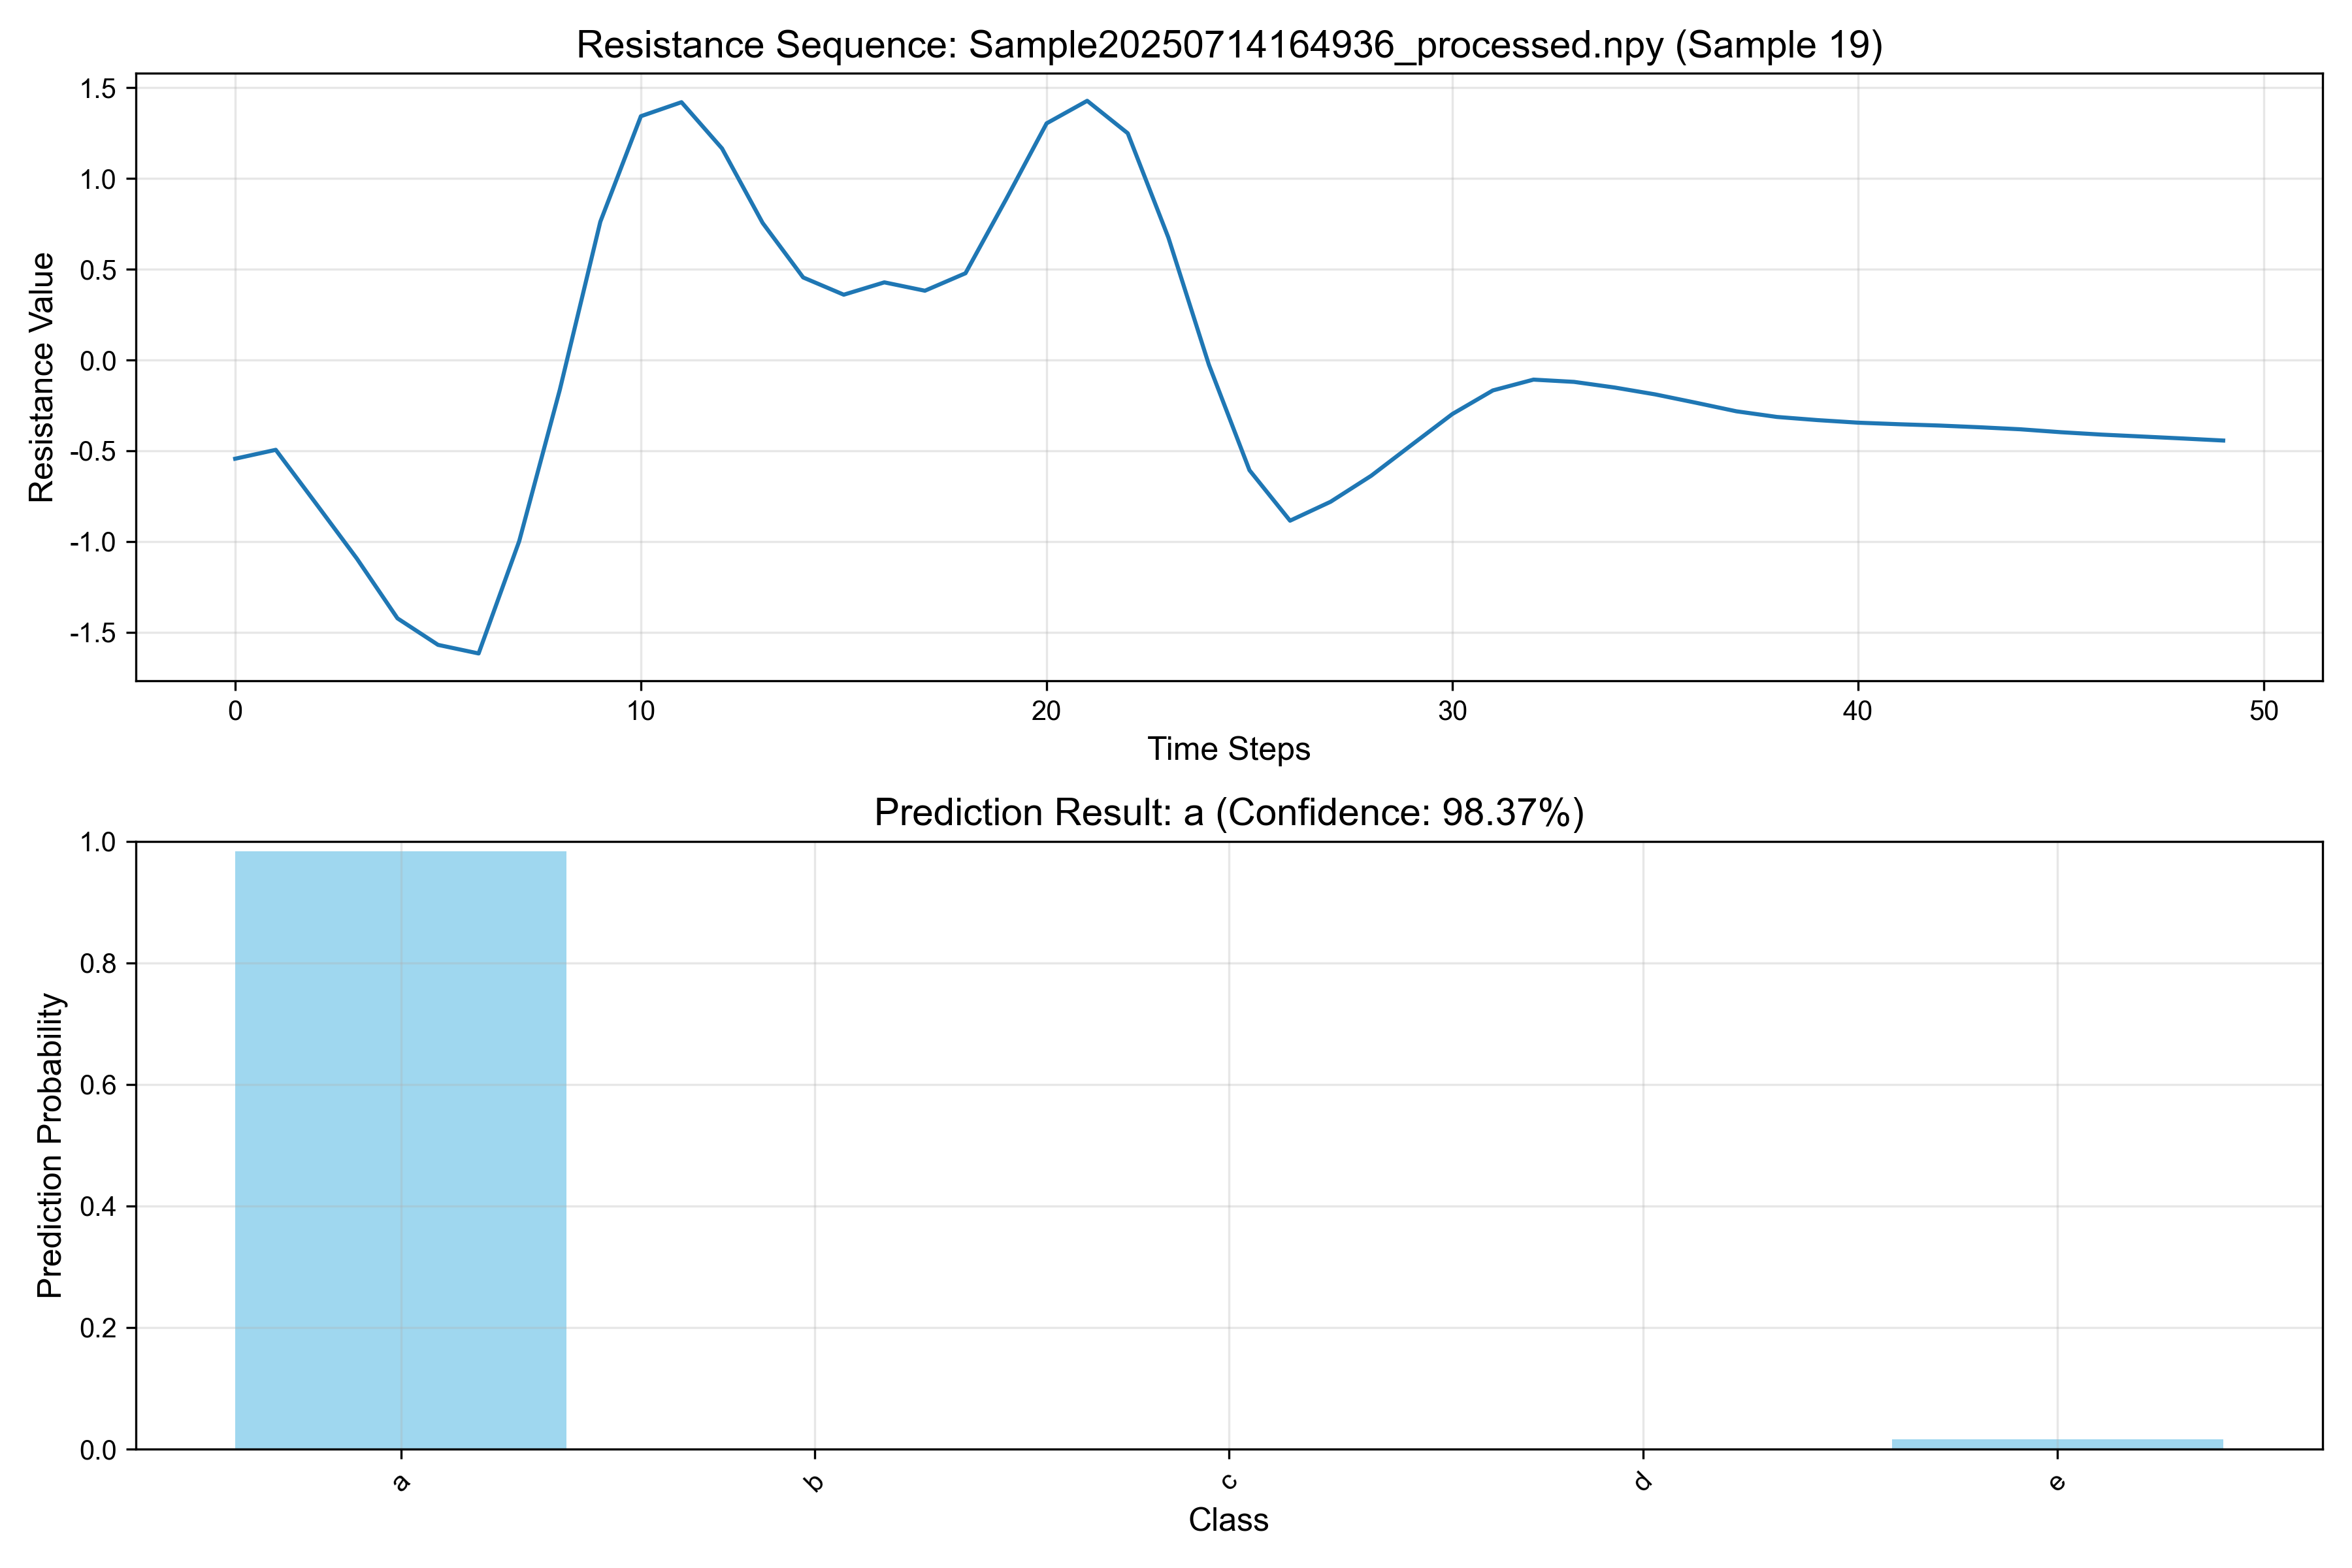 Resistance Sequence: Sample20250714164936_processed.npy (Sample 19)
1.5
1.0
0.5
0.0
-0.5
-1.0
-1.5
Resistance Value
0 10 20 30 40 50
Time Steps
Prediction Result: a (Confidence: 98.37%)
1.0
0.8
0.6
0.4
0.2
0.0
Prediction Probability
a b c d e
Class